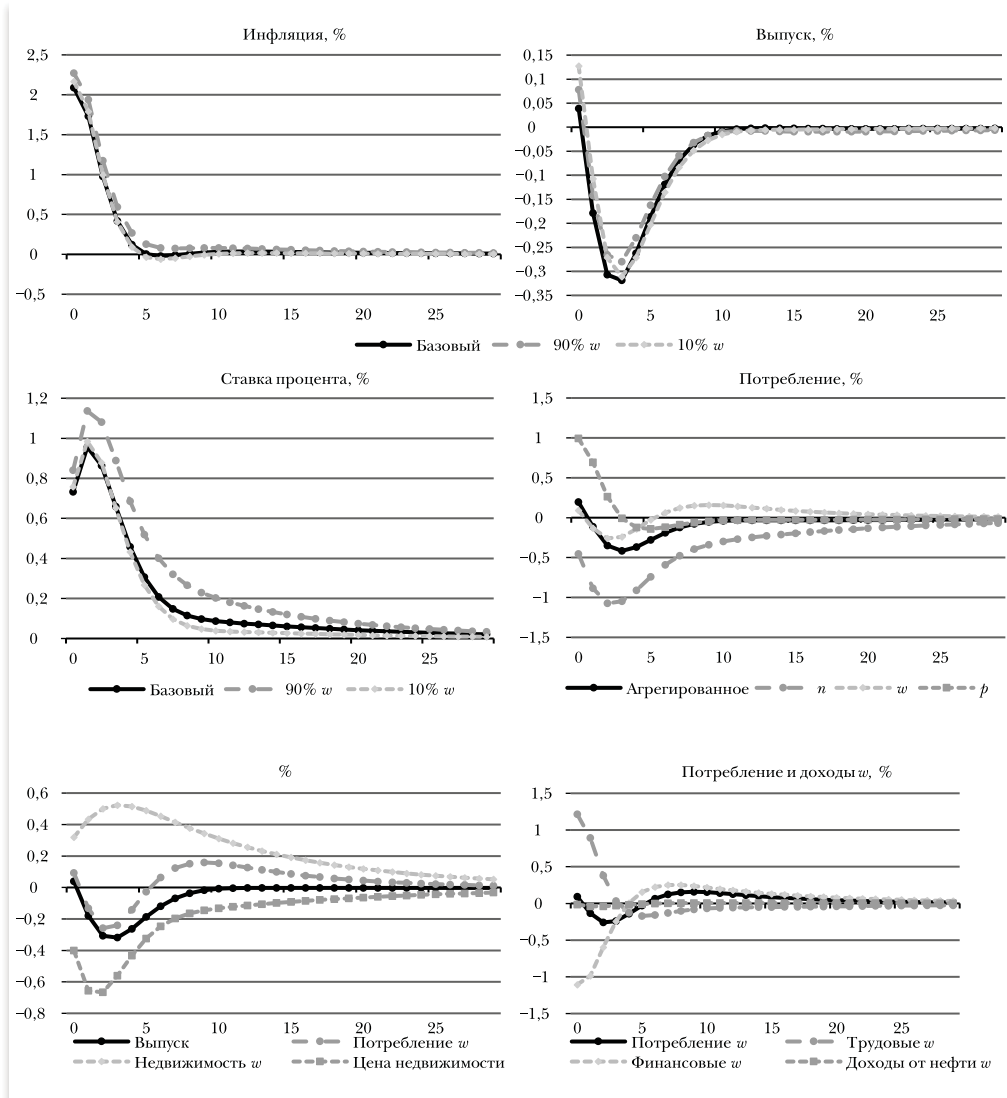 Инфляция, %
2,5
2
1,5
1
0,5
0
−0,5
0 5 10 15 20 25
Выпуск, %
0,15
0,1
0,05
0
−0,05
−0,1
−0,15
−0,2
−0,25
−0,3
−0,35
0 5 10 15 20 25
Базовый 90% w 10% w
Ставка процента, %
1,2
1
0,8
0,6
0,4
0,2
0
0 5 10 15 20 25
Базовый 90% w 10% w
Потребление, %
1,5
1
0,5
0
−0,5
−1
−1,5
0 5 10 15 20 25
Агрегированное n w p
%
0,6
0,4
0,2
0
−0,2
−0,4
−0,6
−0,8
0 5 10 15 20 25
Выпуск Потребление w
Недвижимость w Цена недвижимости
Потребление и доходы w, %
1,5
1
0,5
0
−0,5
−1
−1,5
0 5 10 15 20 25
Потребление w Трудовые w
Финансовые w Доходы от нефти w